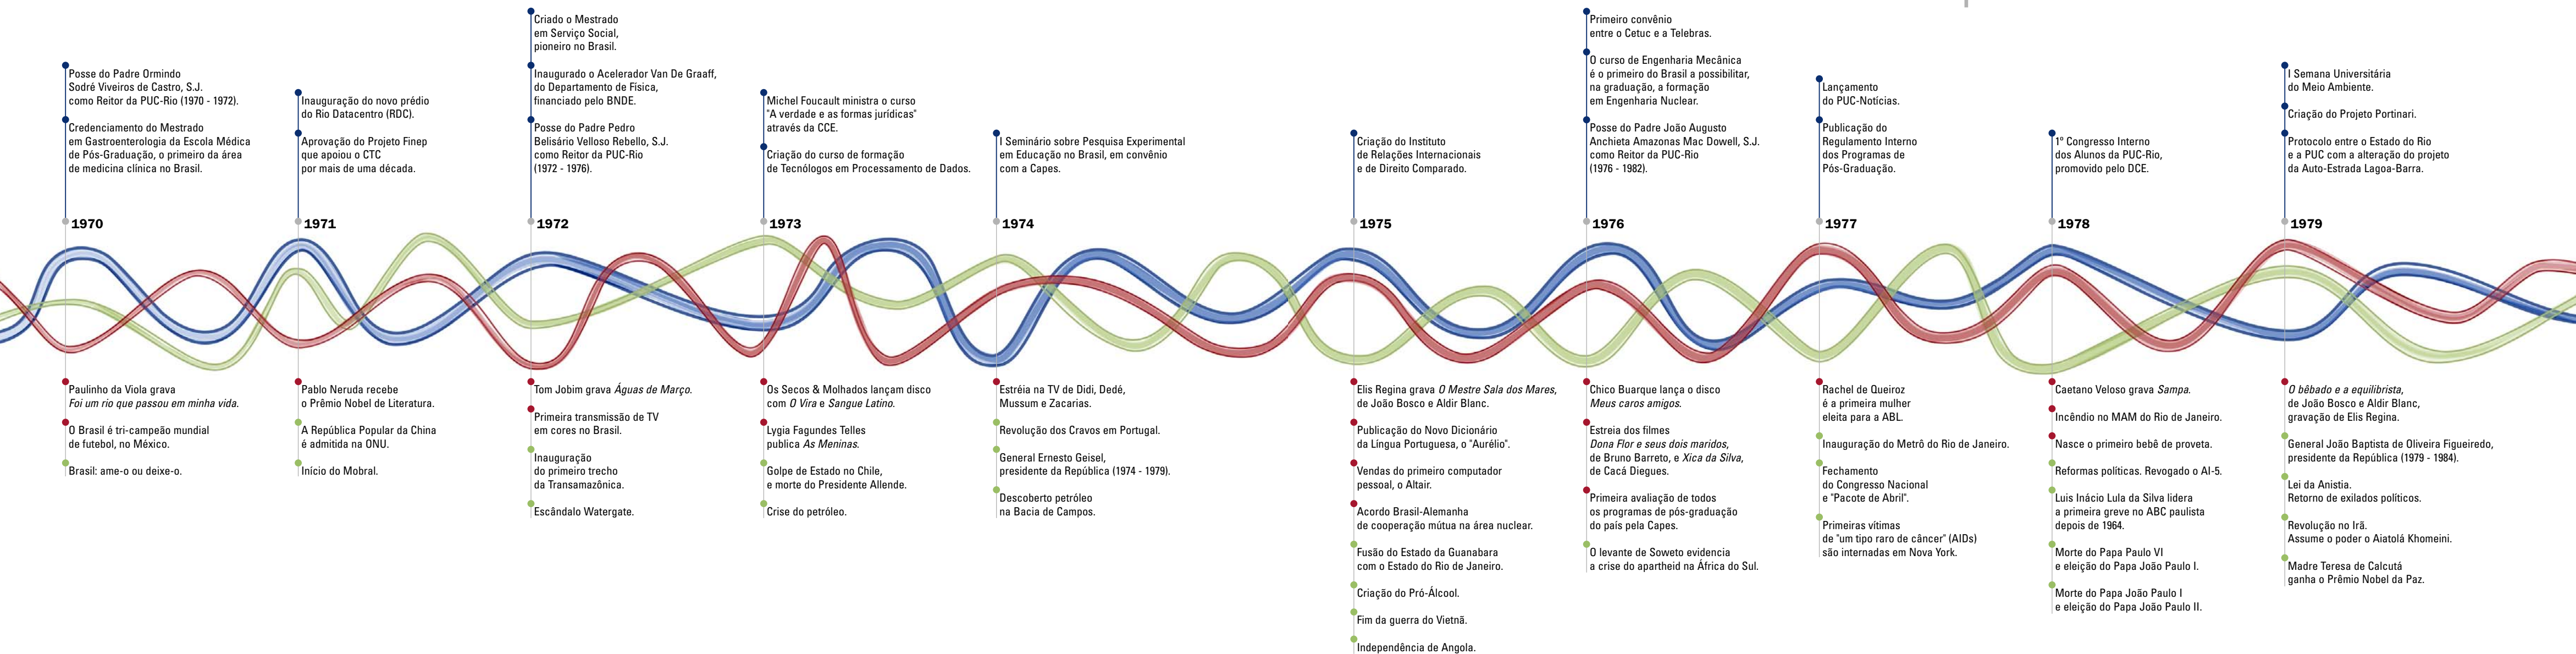 Posse do Padre Ormindo
Sodré Viveiros de Castro, S.J.
como Reitor da PUC-Rio (1970 - 1972).
Credenciamento do Mestrado
em Gastroenterologia da Escola Médica
de Pós-Graduação, o primeiro da área
de medicina clínica no Brasil.
1970
Paulinho da Viola grava
Foi um rio que passou em minha vida.
O Brasil é tri-campeão mundial
de futebol, no México.
Brasil: ame-o ou deixe-o.
Inauguração do novo prédio
do Rio Datacentro (RDC).
Aprovação do Projeto Finep
que apoiou o CTC
por mais de uma década.
1971
Pablo Neruda recebe
o Prêmio Nobel de Literatura.
A República Popular da China
é admitida na ONU.
Início do Mobral.
Criado o Mestrado
em Serviço Social,
pioneiro no Brasil.
Inaugurado o Acelerador Van De Graaff,
do Departamento de Física,
financiado pelo BNDE.
Posse do Padre Pedro
Belisário Velloso Rebello, S.J.
como Reitor da PUC-Rio
(1972 - 1976).
1972
Tom Jobim grava Águas de Março.
Primeira transmissão de TV
em cores no Brasil.
Inauguração
do primeiro trecho
da Transamazônica.
Escândalo Watergate.
Michel Foucault ministra o curso
"A verdade e as formas jurídicas"
através da CCE.
Criação do curso de formação
de Tecnólogos em Processamento de Dados.
1973
Os Secos & Molhados lançam disco
com O Vira e Sangue Latino.
Lygia Fagundes Telles
publica As Meninas.
Golpe de Estado no Chile,
e morte do Presidente Allende.
Crise do petróleo.
I Seminário sobre Pesquisa Experimental
em Educação no Brasil, em convênio
com a Capes.
1974
Estréia na TV de Didi, Dedé,
Mussum e Zacarias.
Revolução dos Cravos em Portugal.
General Ernesto Geisel,
presidente da República (1974 - 1979).
Descoberto petróleo
na Bacia de Campos.
Criação do Instituto
de Relações Internacionais
e de Direito Comparado.
1975
Elis Regina grava O Mestre Sala dos Mares,
de João Bosco e Aldir Blanc.
Publicação do Novo Dicionário
da Língua Portuguesa, o "Aurélio".
Vendas do primeiro computador
pessoal, o Altair.
Acordo Brasil-Alemanha
de cooperação mútua na área nuclear.
Fusão do Estado da Guanabara
com o Estado do Rio de Janeiro.
Criação do Pró-Álcool.
Fim da guerra do Vietnã.
Independência de Angola.
Primeiro convênio
entre o Cetuc e a Telebras.
O curso de Engenharia Mecânica
é o primeiro do Brasil a possibilitar,
na graduação, a formação
em Engenharia Nuclear.
Posse do Padre João Augusto
Anchieta Amazonas Mac Dowell, S.J.
como Reitor da PUC-Rio
(1976 - 1982).
1976
Chico Buarque lança o disco
Meus caros amigos.
Estreia dos filmes
Dona Flor e seus dois maridos,
de Bruno Barreto, e Xica da Silva,
de Cacá Diegues.
Primeira avaliação de todos
os programas de pós-graduação
do país pela Capes.
O levante de Soweto evidencia
a crise do apartheid na África do Sul.
Lançamento
do PUC-Notícias.
Publicação do
Regulamento Interno
dos Programas de
Pós-Graduação.
1977
Rachel de Queiroz
é a primeira mulher
eleita para a ABL.
Inauguração do Metrô do Rio de Janeiro.
Fechamento
do Congresso Nacional
e "Pacote de Abril".
Primeiras vítimas
de "um tipo raro de câncer" (AIDs)
são internadas em Nova York.
1º Congresso Interno
dos Alunos da PUC-Rio,
promovido pelo DCE.
1978
Caetano Veloso grava Sampa.
Incêndio no MAM do Rio de Janeiro.
Nasce o primeiro bebê de proveta.
Reformas políticas. Revogado o AI-5.
Luis Inácio Lula da Silva lidera
a primeira greve no ABC paulista
depois de 1964.
Morte do Papa Paulo VI
e eleição do Papa João Paulo I.
Morte do Papa João Paulo I
e eleição do Papa João Paulo II.
I Semana Universitária
do Meio Ambiente.
Criação do Projeto Portinari.
Protocolo entre o Estado do Rio
e a PUC com a alteração do projeto
da Auto-Estrada Lagoa-Barra.
1979
O bêbado e a equilibrista,
de João Bosco e Aldir Blanc,
gravação de Elis Regina.
General João Baptista de Oliveira Figueiredo,
presidente da República (1979 - 1984).
Lei da Anistia.
Retorno de exilados políticos.
Revolução no Irã.
Assume o poder o Aiatolá Khomeini.
Madre Teresa de Calcutá
ganha o Prêmio Nobel da Paz.